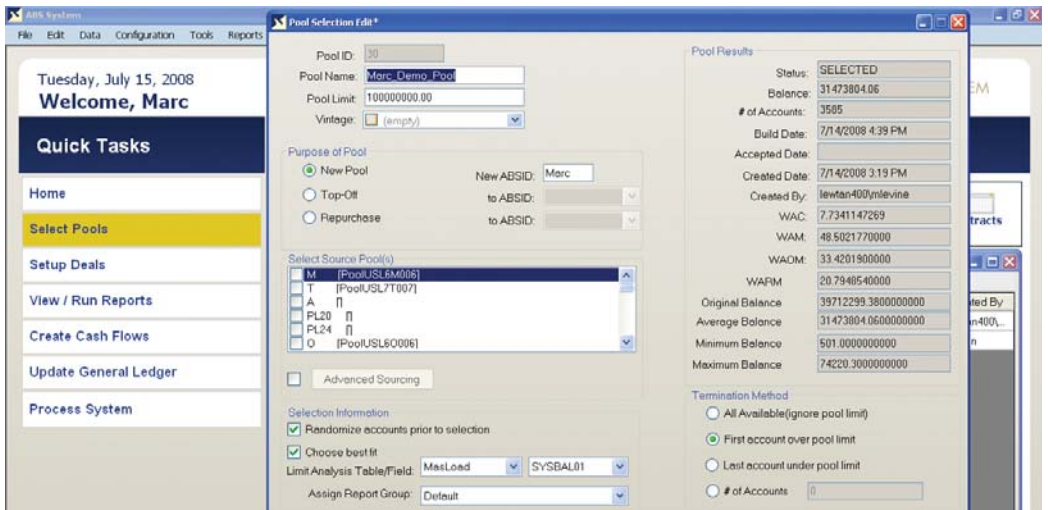 ABS System
File Edit Data Configuration Tools Reports
Tuesday, July 15, 2008
Welcome, Marc
Quick Tasks
Home
Select Pools
Setup Deals
View / Run Reports
Create Cash Flows
Update General Ledger
Process System
Pool Selection Edit*
Pool ID: 30
Pool Name: Marc_Demo_Pool
Pool Limit: 100000000.00
Vintage: (empty)
Purpose of Pool
New Pool New ABSID: Marc
Top-Off to ABSID:
Repurchase to ABSID:
Select Source Pool(s)
M [PoolUSL6M006]
T [PoolUSL7T007]
A []
PL20 []
PL24 []
O [PoolUSL6O006]
Advanced Sourcing
Selection Information
Randomize accounts prior to selection
Choose best fit
Limit Analysis Table/Field: MasLoad SYSBAL01
Assign Report Group: Default
Pool Results
Status: SELECTED
Balance: 31473804.06
# of Accounts: 3585
Build Date: 7/14/2008 4:39 PM
Accepted Date:
Created Date: 7/14/2008 3:19 PM
Created By: lewtan400\mlevine
WAC: 7.7341147269
WAM: 48.5021770000
WAOM: 33.4201900000
WARM 20.7948540000
Original Balance 39712299.3800000000
Average Balance 31473804.0600000000
Minimum Balance 501.0000000000
Maximum Balance 74220.3000000000
Termination Method
All Available(ignore pool limit)
First account over pool limit
Last account under pool limit
# of Accounts 0
EM
tracts
ted By
an400\...
n